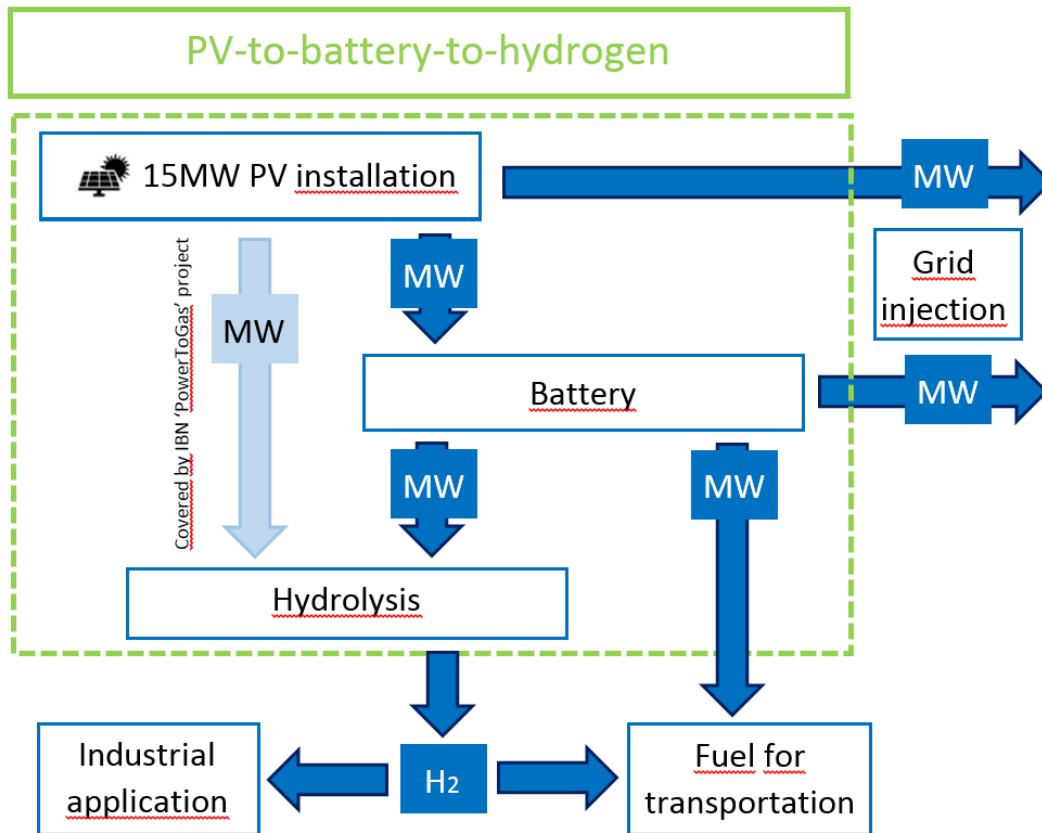 PV-to-battery-to-hydrogen
15MW PV installation
MW
Grid
injection
MW
MW
Covered by IBN ‘PowerToGas’ project
Battery
MW
MW
MW
Hydrolysis
Industrial
application
H2
Fuel for
transportation